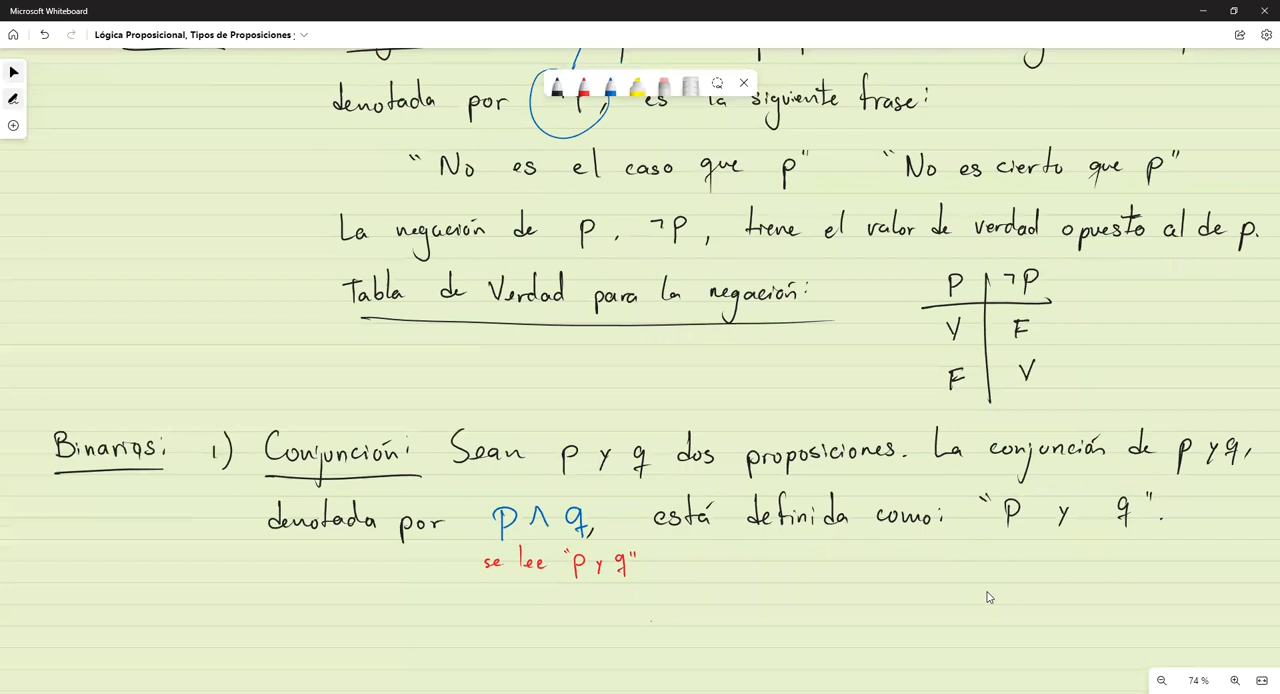 Microsoft Whiteboard
Lógica Proposicional, Tipos de Proposiciones
denotada por ¬P, es la siguiente frase:
"No es el caso que p" "No es cierto que p"
La negación de p, ¬p, tiene el valor de verdad opuesto al de p.
Tabla de Verdad para la negación:
P ¬P
V F
F V
Binarios: 1) Conjunción: Sean p y q dos proposiciones. La conjunción de p y q,
denotada por p ∧ q, está definida como: "p y q".
se lee "p y q"
74 %